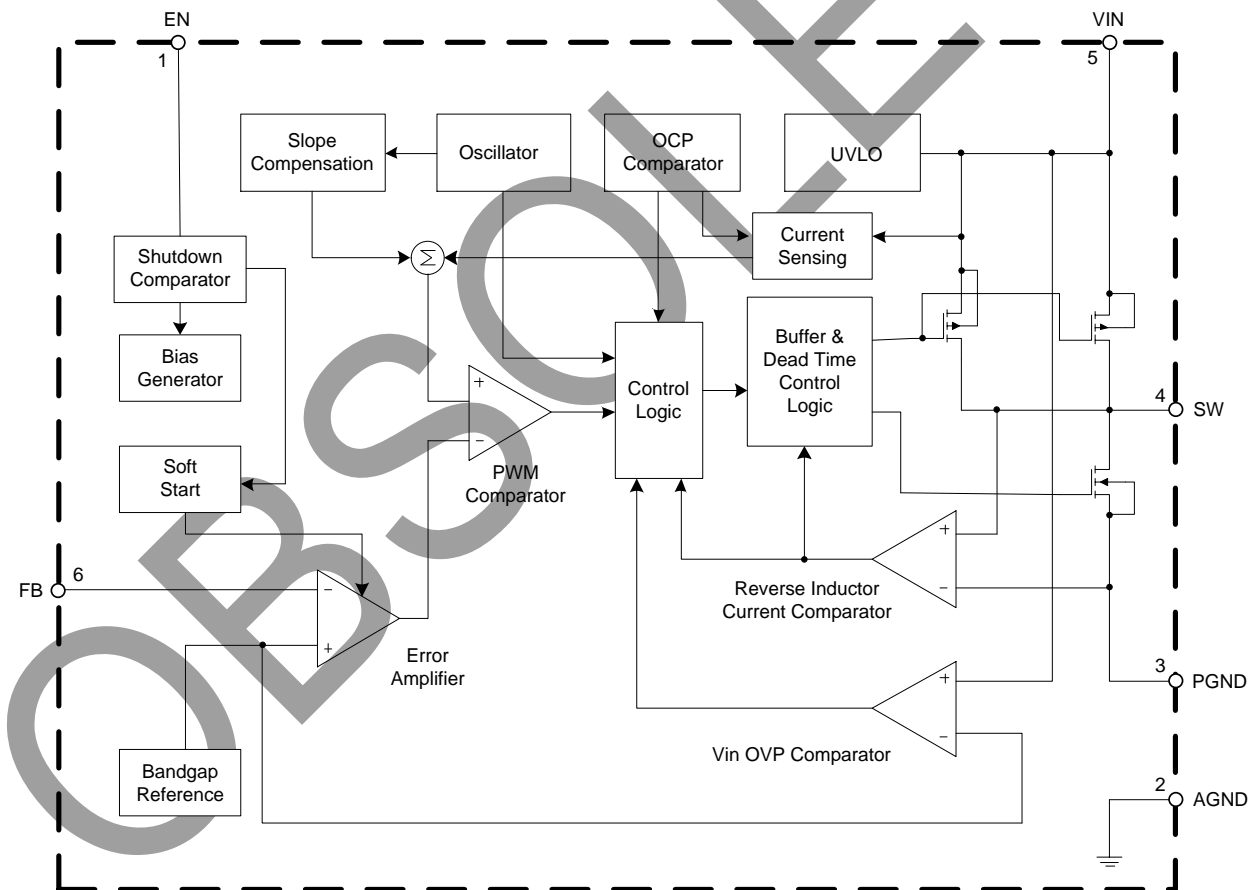 EN
VIN
1
5
Slope
Compensation
Oscillator
OCP
Comparator
UVLO
Shutdown
Comparator
Σ
Current
Sensing
Bias
Generator
Buffer &
Dead Time
Control
Logic
Control
Logic
+
-
PWM
Comparator
4
SW
Soft
Start
+
-
Reverse Inductor
Current Comparator
6
FB
-
+
Error
Amplifier
3
PGND
+
-
Vin OVP Comparator
Bandgap
Reference
2
AGND
OBSOLE